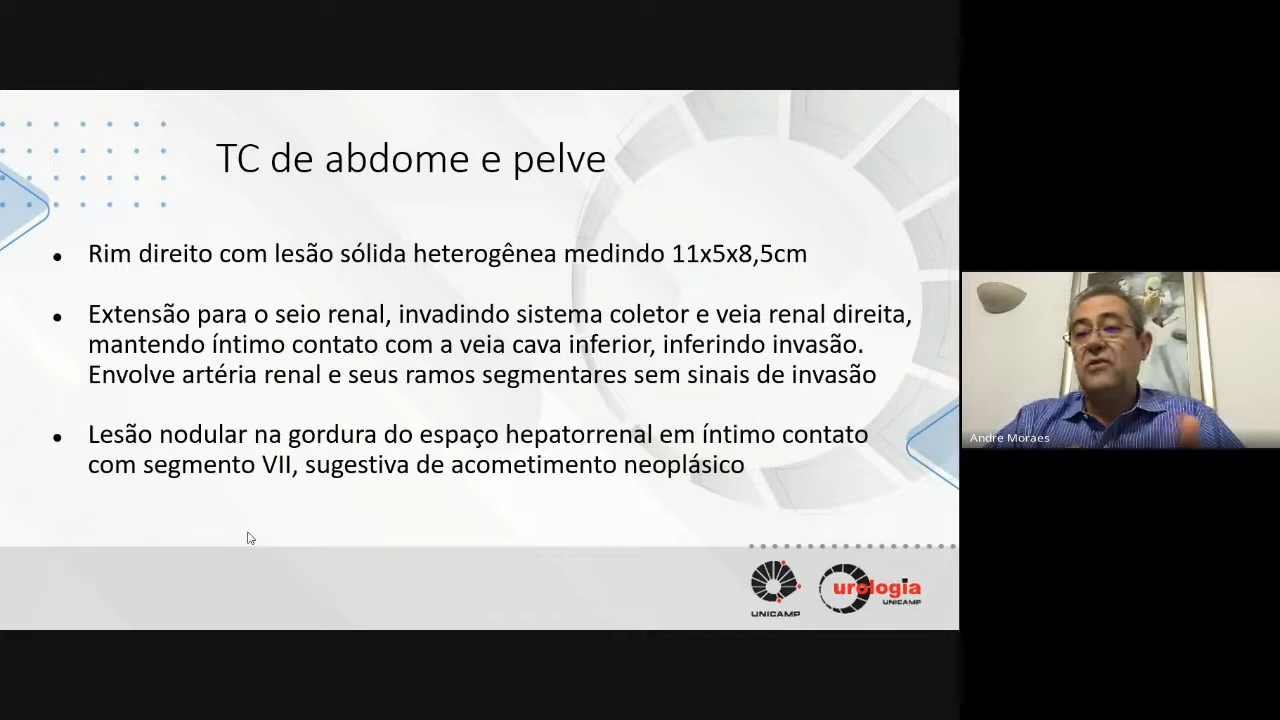 TC de abdome e pelve
• Rim direito com lesão sólida heterogênea medindo 11x5x8,5cm
• Extensão para o seio renal, invadindo sistema coletor e veia renal direita,
mantendo íntimo contato com a veia cava inferior, inferindo invasão.
Envolve artéria renal e seus ramos segmentares sem sinais de invasão
• Lesão nodular na gordura do espaço hepatorrenal em íntimo contato
com segmento VII, sugestiva de acometimento neoplásico
UNICAMP
urologia
UNICAMP
Andre Moraes